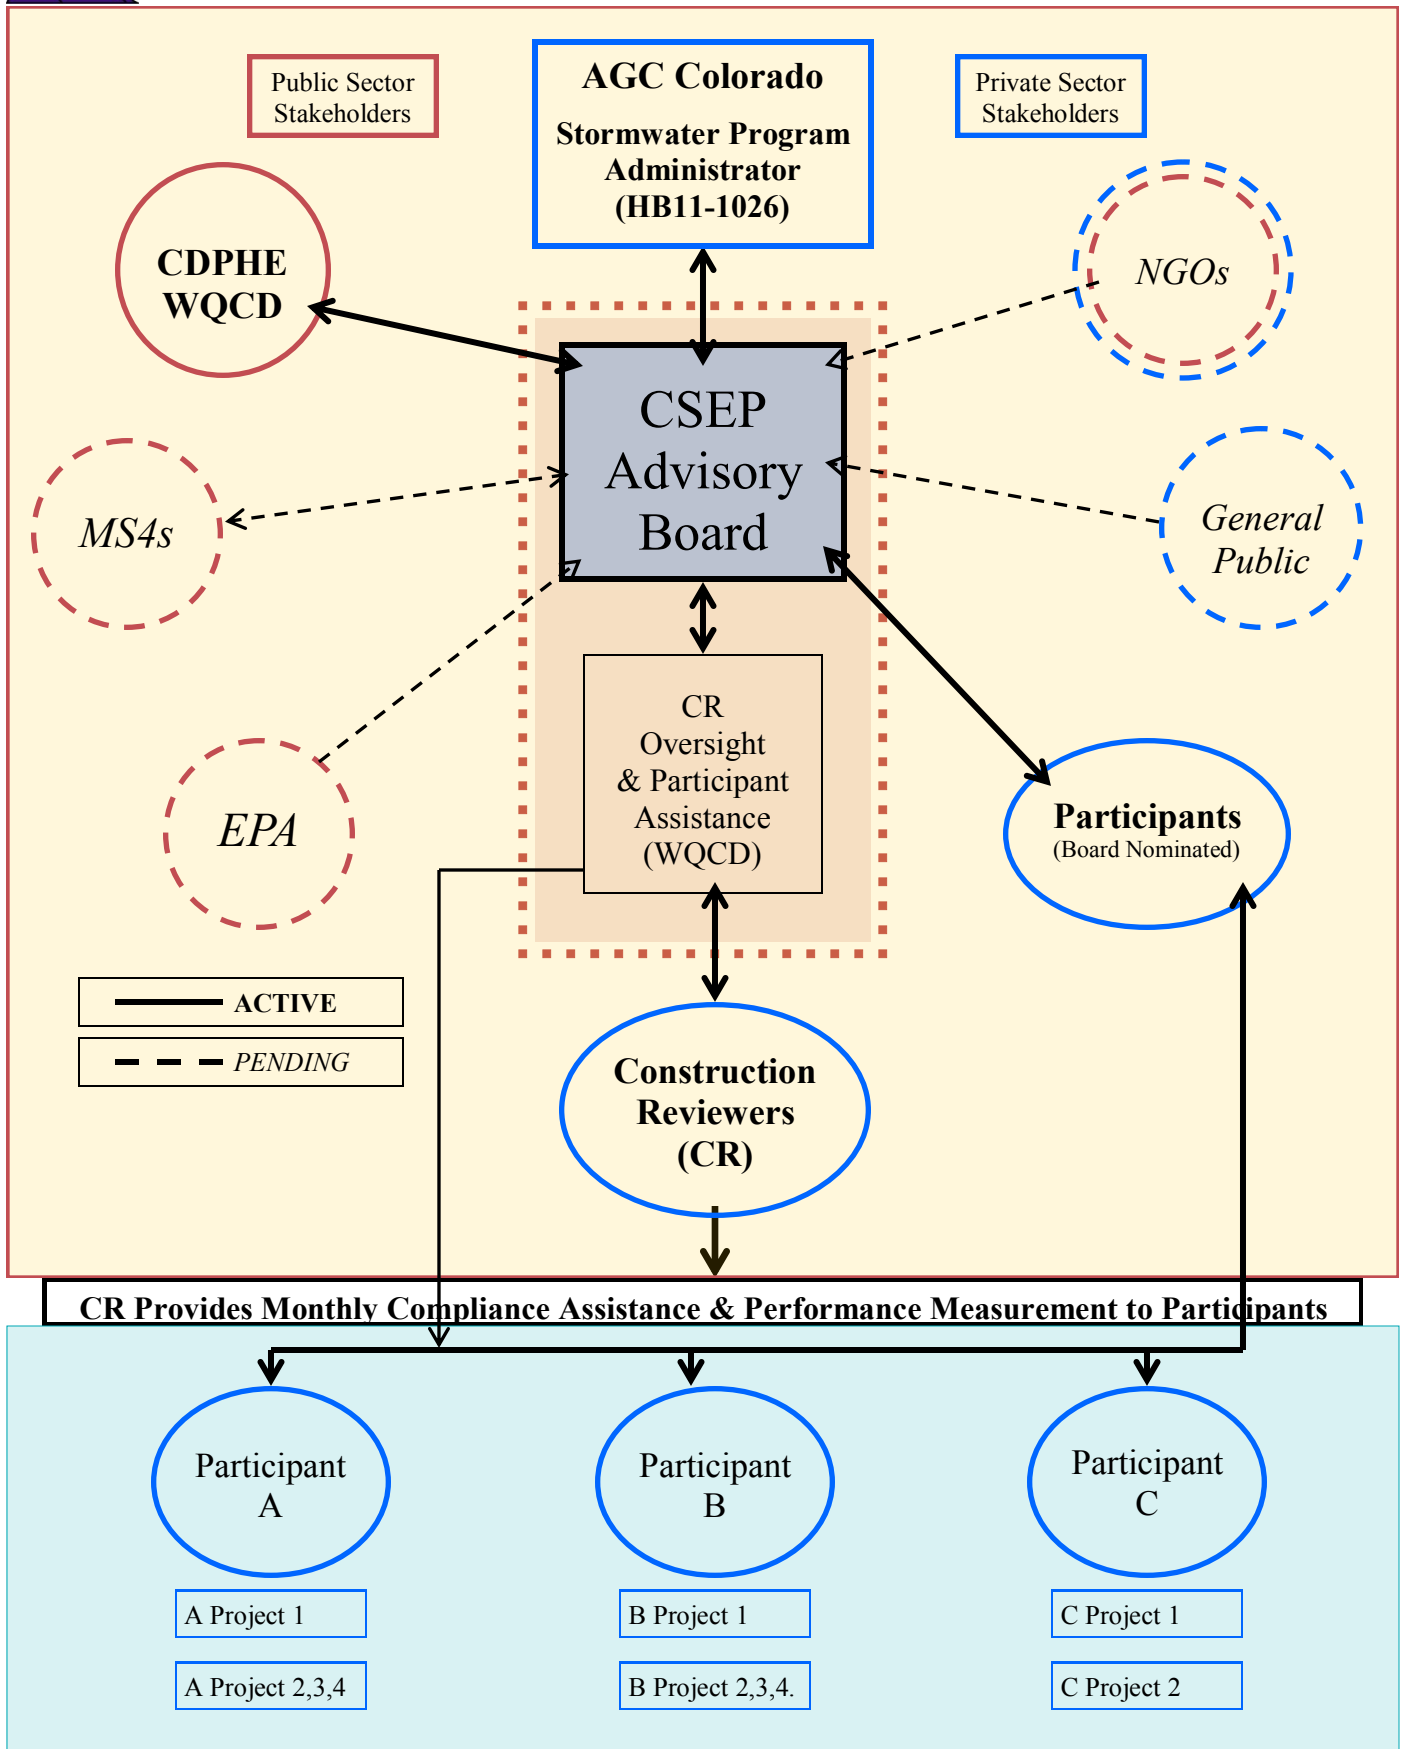 Public Sector
Stakeholders
AGC Colorado
Stormwater Program
Administrator
(HB11-1026)
Private Sector
Stakeholders
CDPHE
WQCD
NGOs
CSEP
Advisory
Board
MS4s
General
Public
CR
Oversight
& Participant
Assistance
(WQCD)
EPA
Participants
(Board Nominated)
ACTIVE
PENDING
Construction
Reviewers
(CR)
CR Provides Monthly Compliance Assistance & Performance Measurement to Participants
Participant
A
Participant
B
Participant
C
A Project 1
B Project 1
C Project 1
A Project 2,3,4
B Project 2,3,4.
C Project 2